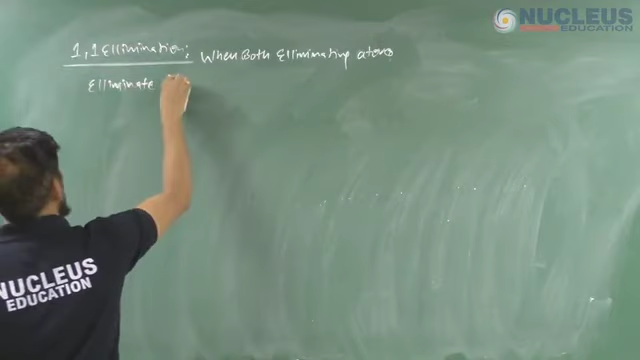 NUCLEUS
EDUCATION
1,1 Ellimination; When Both Elliminating atoms
Elliminate
NUCLEUS
EDUCATION